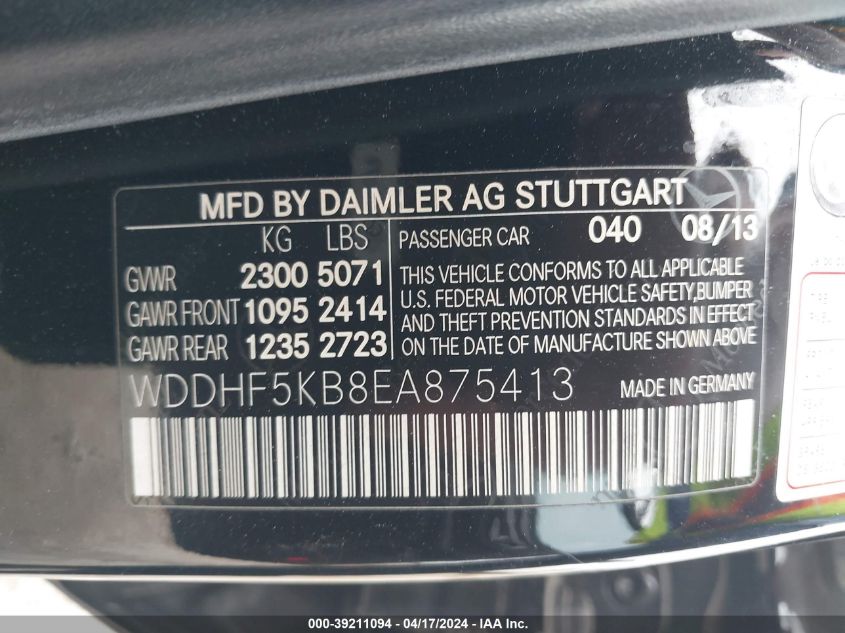 MFD BY DAIMLER AG STUTTGART
KG LBS
GVWR 2300 5071
GAWR FRONT 1095 2414
GAWR REAR 1235 2723
PASSENGER CAR 040 08/13
THIS VEHICLE CONFORMS TO ALL APPLICABLE
U.S. FEDERAL MOTOR VEHICLE SAFETY,BUMPER
AND THEFT PREVENTION STANDARDS IN EFFECT
ON THE DATE OF MANUFACTURE SHOWN ABOVE
WDDHF5KB8EA875413 MADE IN GERMANY
000-39211094 - 04/17/2024 - IAA Inc.